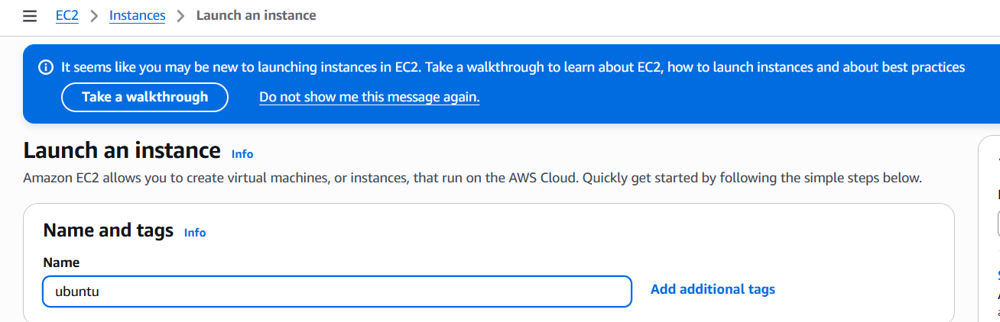 EC2 > Instances > Launch an instance
It seems like you may be new to launching instances in EC2. Take a walkthrough to learn about EC2, how to launch instances and about best practices
Take a walkthrough Do not show me this message again.
Launch an instance Info
Amazon EC2 allows you to create virtual machines, or instances, that run on the AWS Cloud. Quickly get started by following the simple steps below.
Name and tags Info
Name
ubuntu Add additional tags